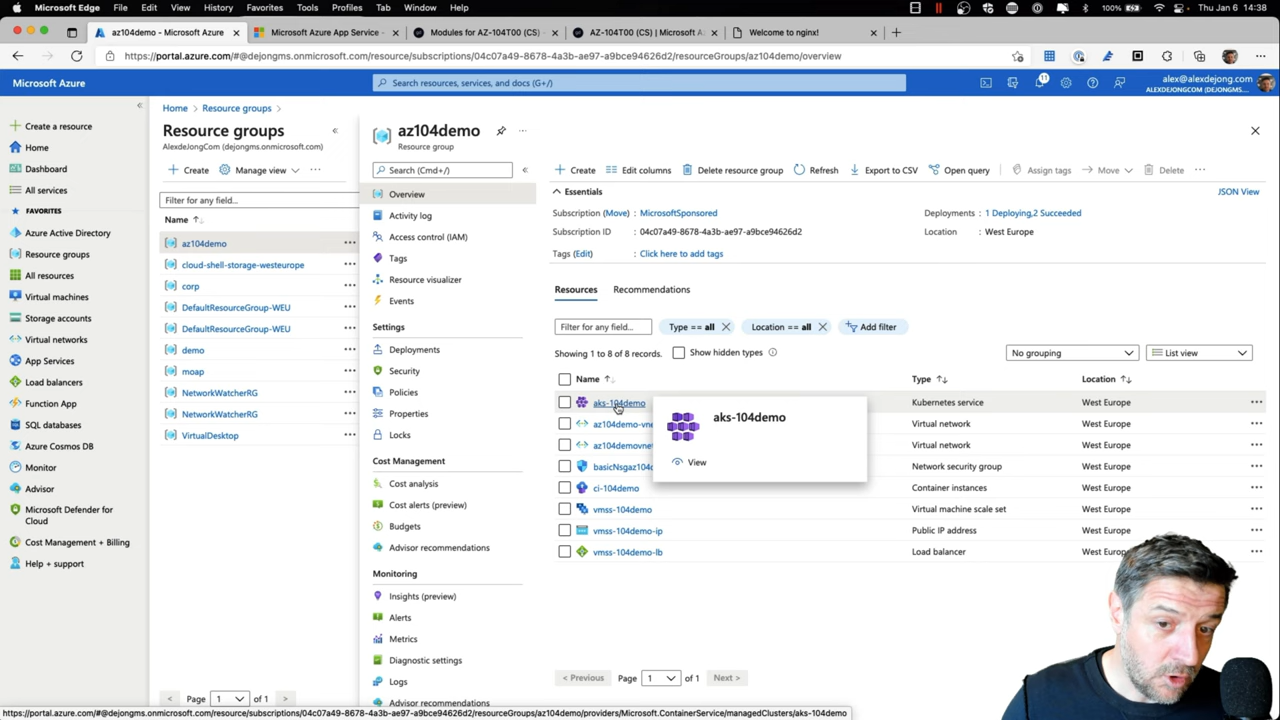 Microsoft Edge File Edit View History Favorites Tools Profiles Tab Window Help 100% Fri 7 Jan 14:38
az104demo - Microsoft Azure
Microsoft Azure App Service -
Modules for AZ-104T00 (CS) -
AZ-104T00 (CS) | Microsoft Az
Welcome to nginx!
https://portal.azure.com/#@dejongms.onmicrosoft.com/resource/subscriptions/04c07a49-8678-4a3b-ae97-a9bce94626d2/resourceGroups/az104demo/overview
Microsoft Azure
Search resources, services, and docs (G+/)
11
alex@alexdejong.com
ALEXDEJONGCOM (DEJONGMS....
Create a resource
Home
Dashboard
All services
FAVORITES
Azure Active Directory
Resource groups
All resources
Virtual machines
Storage accounts
Virtual networks
App Services
Load balancers
Function App
SQL databases
Azure Cosmos DB
Monitor
Advisor
Microsoft Defender for
Cloud
Cost Management + Billing
Help + support
Home > Resource groups >
Resource groups
AlexdeJongCom (dejongms.onmicrosoft.com)
Create Manage view ...
Filter for any field...
Name
az104demo
cloud-shell-storage-westeurope
corp
DefaultResourceGroup-WEU
DefaultResourceGroup-WEU
demo
moap
NetworkWatcherRG
NetworkWatcherRG
VirtualDesktop
< Page 1 of 1 >
az104demo
Resource group
Search (Cmd+/)
Overview
Activity log
Access control (IAM)
Tags
Resource visualizer
Events
Settings
Deployments
Security
Policies
Properties
Locks
Cost Management
Cost analysis
Cost alerts (preview)
Budgets
Advisor recommendations
Monitoring
Insights (preview)
Alerts
Metrics
Diagnostic settings
Logs
Advisor recommendations
Create Edit columns Delete resource group Refresh Export to CSV Open query Assign tags Move Delete ...
Essentials
JSON View
Subscription (Move) : MicrosoftSponsored
Deployments : 1 Deploying,2 Succeeded
Subscription ID : 04c07a49-8678-4a3b-ae97-a9bce94626d2
Location : West Europe
Tags (Edit) : Click here to add tags
Resources Recommendations
Filter for any field... Type == all Location == all Add filter
Showing 1 to 8 of 8 records. Show hidden types
No grouping List view
Name Type Location
aks-104demo Kubernetes service West Europe
az104demo-vne Virtual network West Europe
az104demovnet Virtual network West Europe
basicNsgaz104d Network security group West Europe
ci-104demo Container instances West Europe
vmss-104demo Virtual machine scale set West Europe
vmss-104demo-ip Public IP address West Europe
vmss-104demo-lb Load balancer West Europe
aks-104demo
View
< Previous Page 1 of 1 Next >
https://portal.azure.com/#@dejongms.onmicrosoft.com/resource/subscriptions/04c07a49-8678-4a3b-ae97-a9bce94626d2/resourceGroups/az104demo/providers/Microsoft.ContainerService/managedClusters/aks-104demo